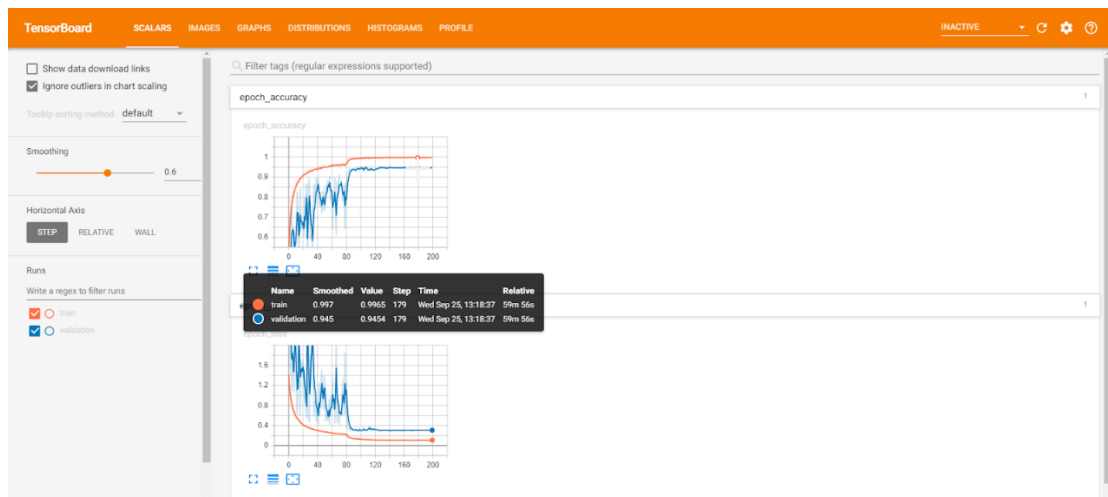 TensorBoard SCALARS IMAGES GRAPHS DISTRIBUTIONS HISTOGRAMS PROFILE INACTIVE
Show data download links
Ignore outliers in chart scaling
Tooltip sorting method: default
Smoothing
0.6
Horizontal Axis
STEP RELATIVE WALL
Runs
Write a regex to filter runs
train
validation
Filter tags (regular expressions supported)
epoch_accuracy 1
epoch_accuracy
1
0.9
0.8
0.7
0.6
0 40 80 120 160 200
Name Smoothed Value Step Time Relative
train 0.997 0.9965 179 Wed Sep 25, 13:18:37 59m 56s
validation 0.945 0.9454 179 Wed Sep 25, 13:18:37 59m 56s
1
epoch_loss
1.6
1.2
0.8
0.4
0
0 40 80 120 160 200